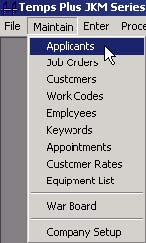 Temps Plus JKM Series
File Maintain Enter
Applicants
Job Orders
Customers
Work Codes
Employees
Keywords
Appointments
Customer Rates
Equipment List
War Board
Company Setup